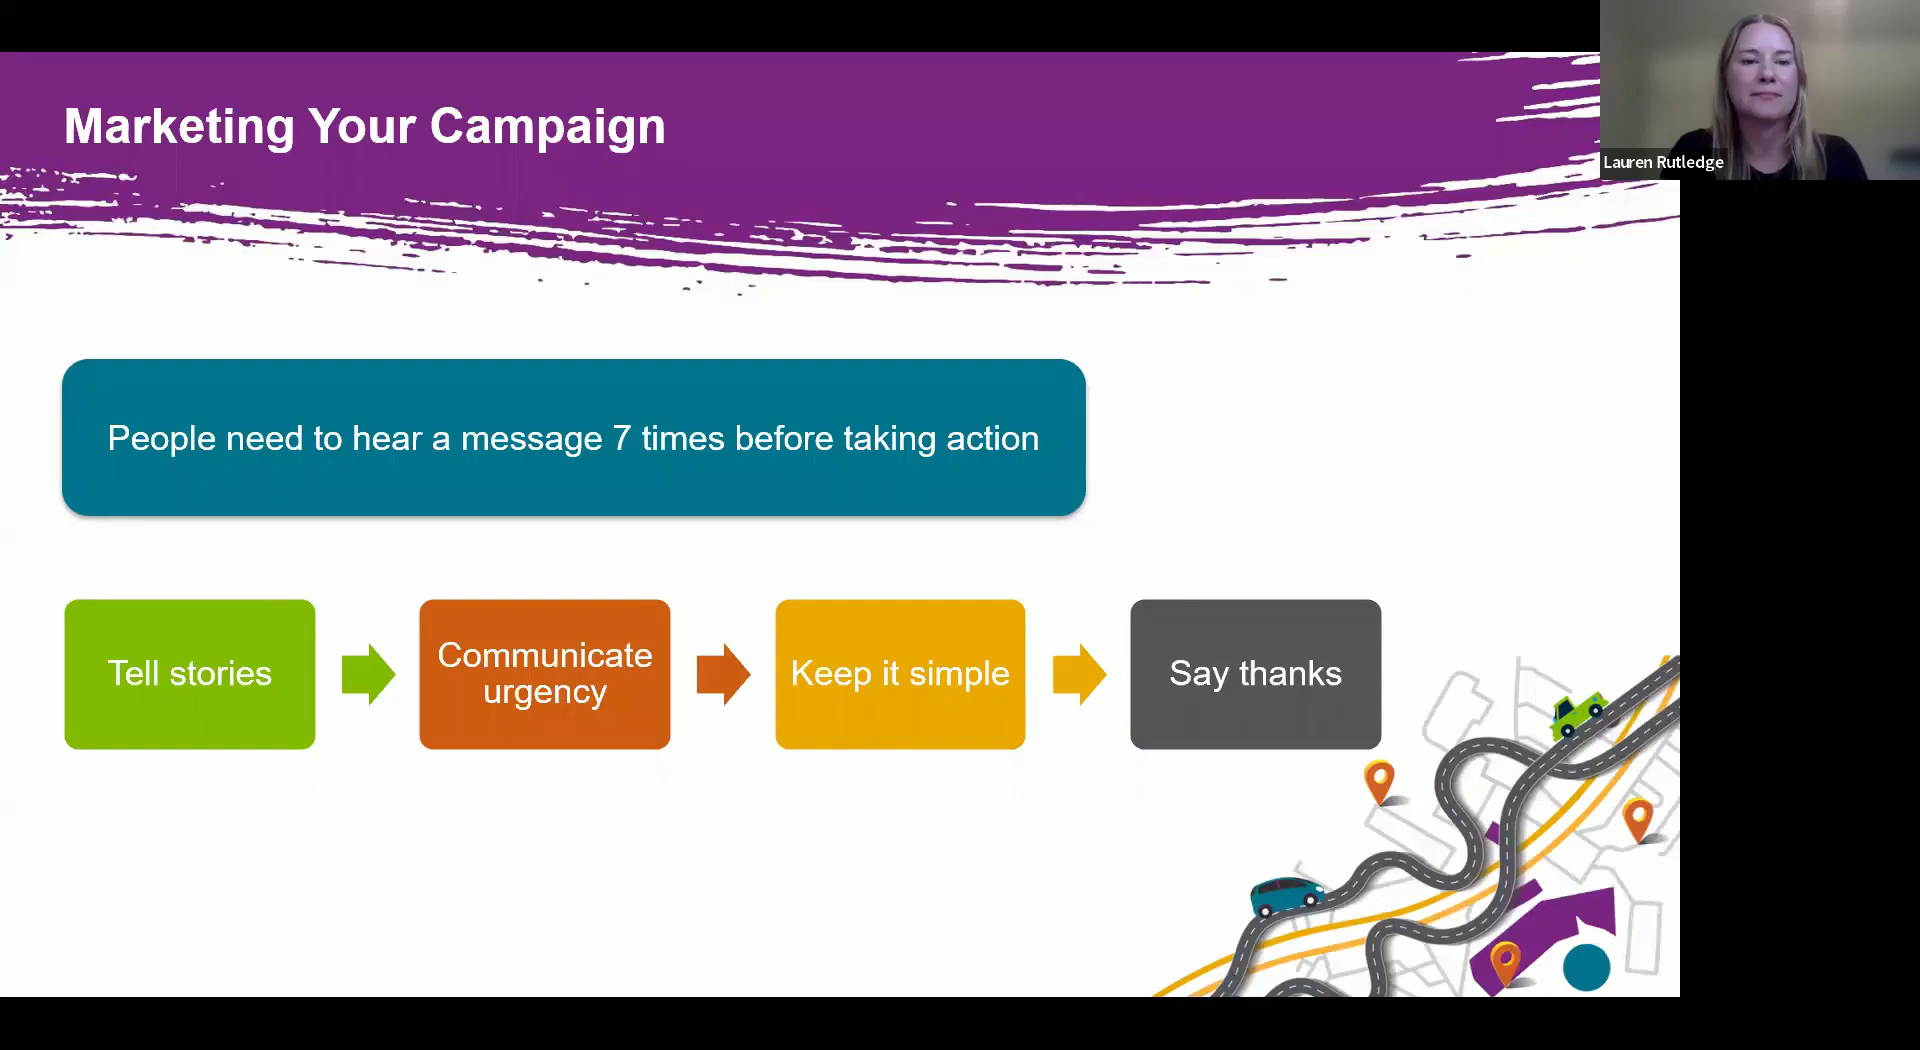 Marketing Your Campaign
Lauren Rutledge
People need to hear a message 7 times before taking action
Tell stories
Communicate
urgency
Keep it simple
Say thanks